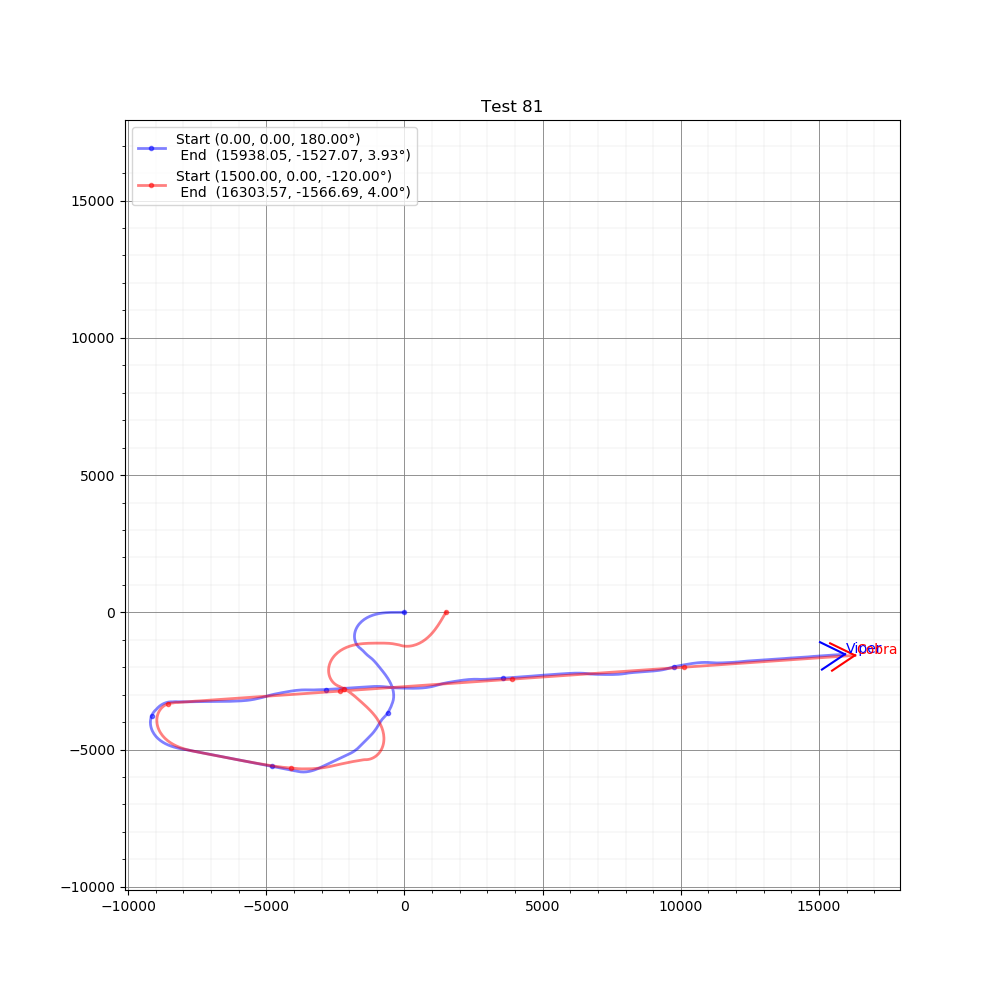 Test 81
Start (0.00, 0.00, 180.00°)
End (15938.05, -1527.07, 3.93°)
Start (1500.00, 0.00, -120.00°)
End (16303.57, -1566.69, 4.00°)
15000
10000
5000
0
Viper
Cobra
−5000
−10000
−10000
−5000
0
5000
10000
15000